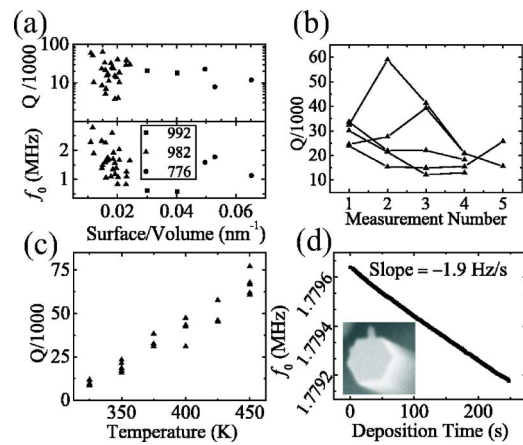 (a)
100
10
Q /1000
2
1
f0 (MHz)
992
982
776
0.02 0.04 0.06
Surface/Volume (nm-1)
(b)
60
50
40
30
20
10
Q/1000
1 2 3 4 5
Measurement Number
(c)
75
50
25
0
Q/1000
350 400 450
Temperature (K)
(d)
Slope = −1.9 Hz/s
1.7796
1.7794
1.7792
f0 (MHz)
0 50 100 150 200
Deposition Time (s)